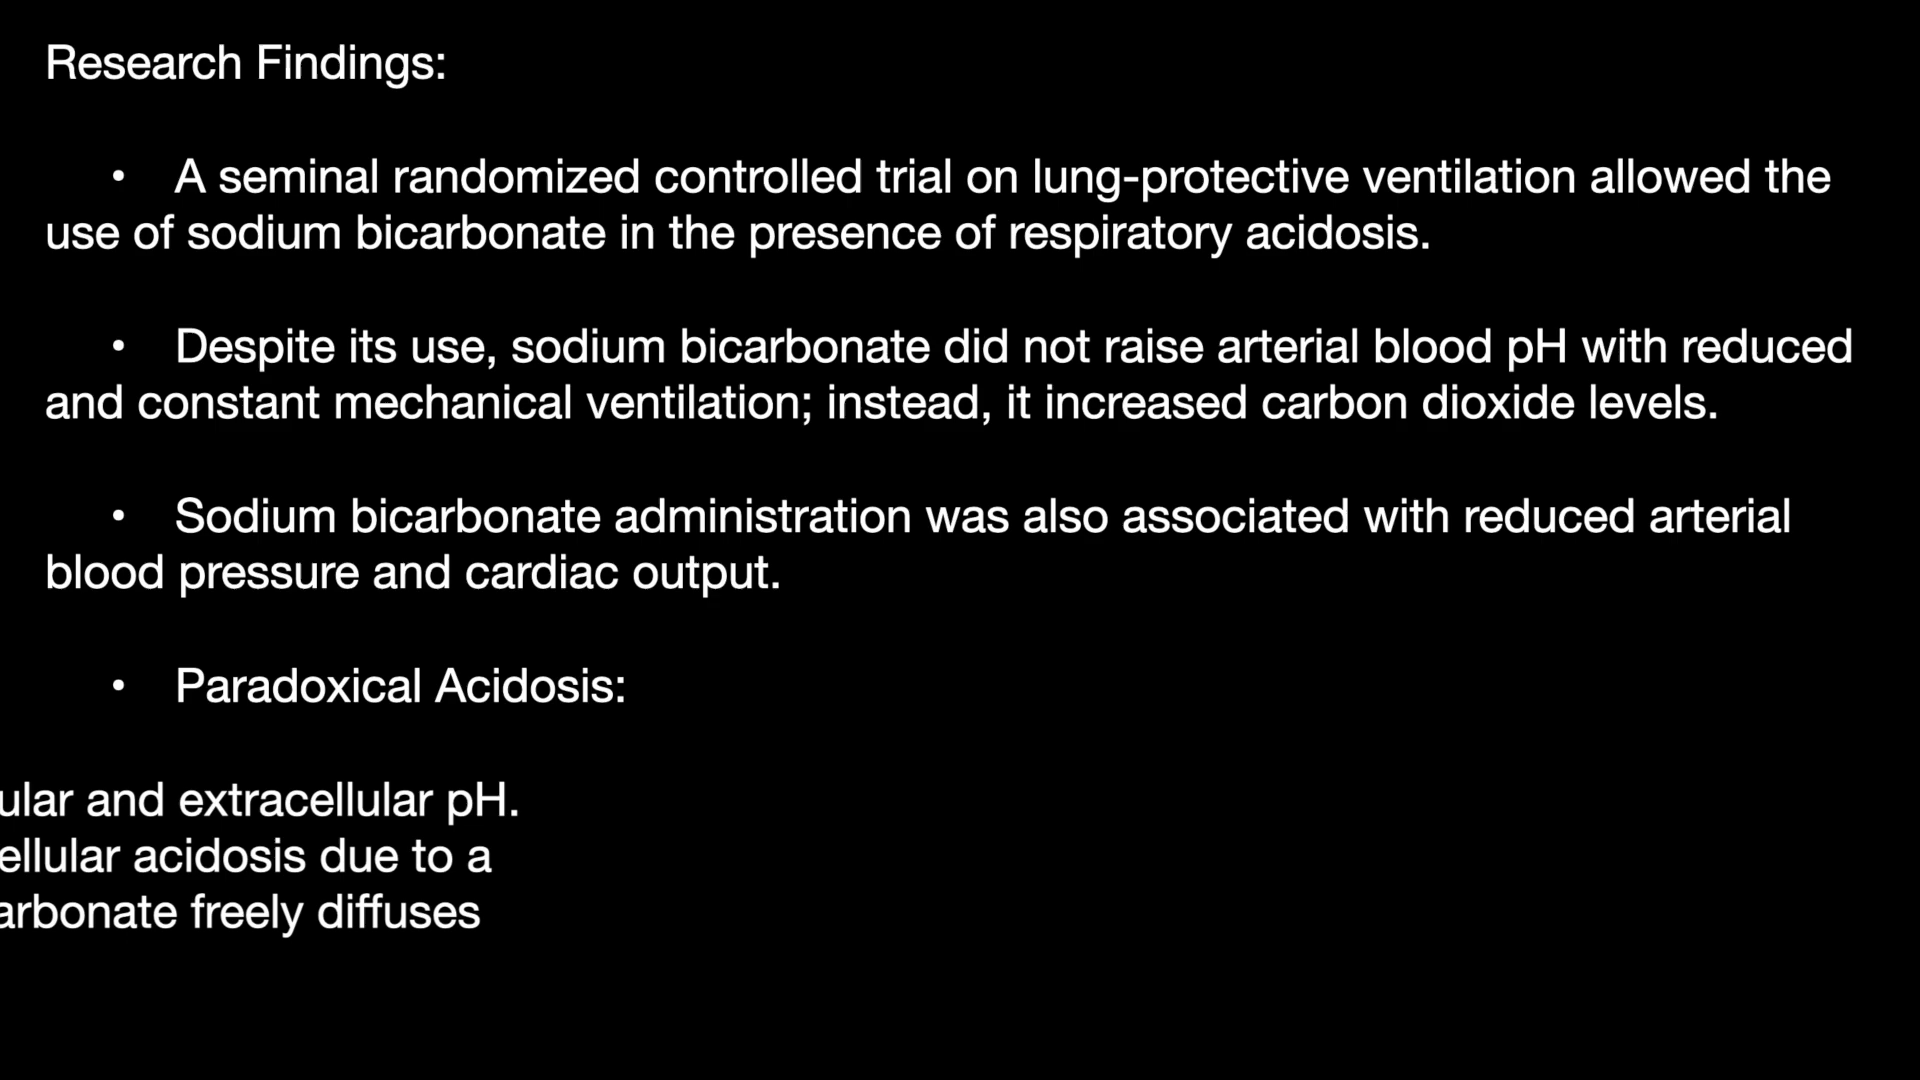 Research Findings:
• A seminal randomized controlled trial on lung-protective ventilation allowed the
use of sodium bicarbonate in the presence of respiratory acidosis.
• Despite its use, sodium bicarbonate did not raise arterial blood pH with reduced
and constant mechanical ventilation; instead, it increased carbon dioxide levels.
• Sodium bicarbonate administration was also associated with reduced arterial
blood pressure and cardiac output.
• Paradoxical Acidosis:
ular and extracellular pH.
ellular acidosis due to a
arbonate freely diffuses